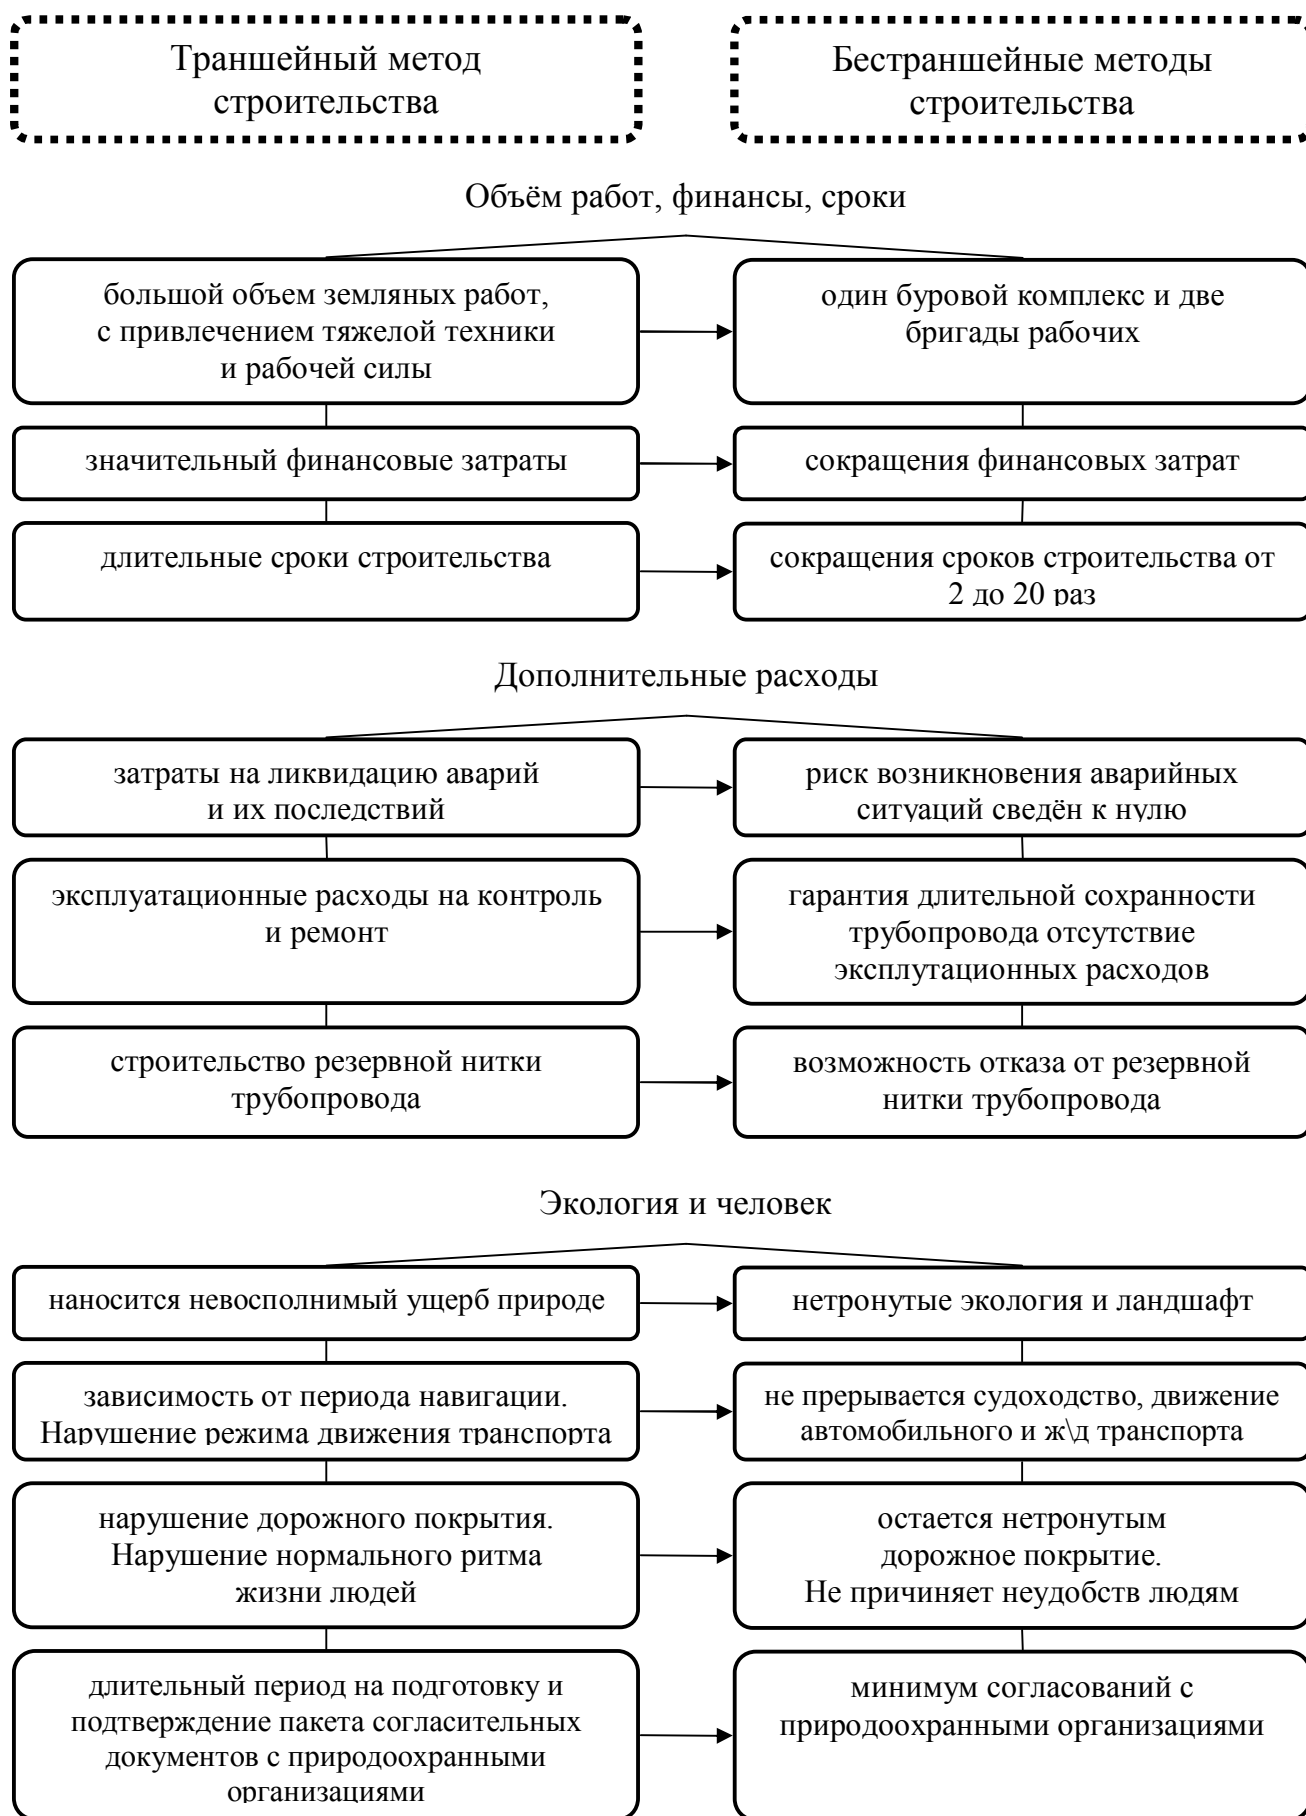 Траншейный метод
строительства
Бестраншейные методы
строительства
Объём работ, финансы, сроки
большой объем земляных работ,
с привлечением тяжелой техники
и рабочей силы
один буровой комплекс и две
бригады рабочих
значительный финансовые затраты
сокращения финансовых затрат
длительные сроки строительства
сокращения сроков строительства от
2 до 20 раз
Дополнительные расходы
затраты на ликвидацию аварий
и их последствий
риск возникновения аварийных
ситуаций сведён к нулю
эксплуатационные расходы на контроль
и ремонт
гарантия длительной сохранности
трубопровода отсутствие
эксплутационных расходов
строительство резервной нитки
трубопровода
возможность отказа от резервной
нитки трубопровода
Экология и человек
наносится невосполнимый ущерб природе
нетронутые экология и ландшафт
зависимость от периода навигации.
Нарушение режима движения транспорта
не прерывается судоходство, движение
автомобильного и ж\д транспорта
нарушение дорожного покрытия.
Нарушение нормального ритма
жизни людей
остается нетронутым
дорожное покрытие.
Не причиняет неудобств людям
длительный период на подготовку и
подтверждение пакета согласительных
документов с природоохранными
организациями
минимум согласований с
природоохранными организациями